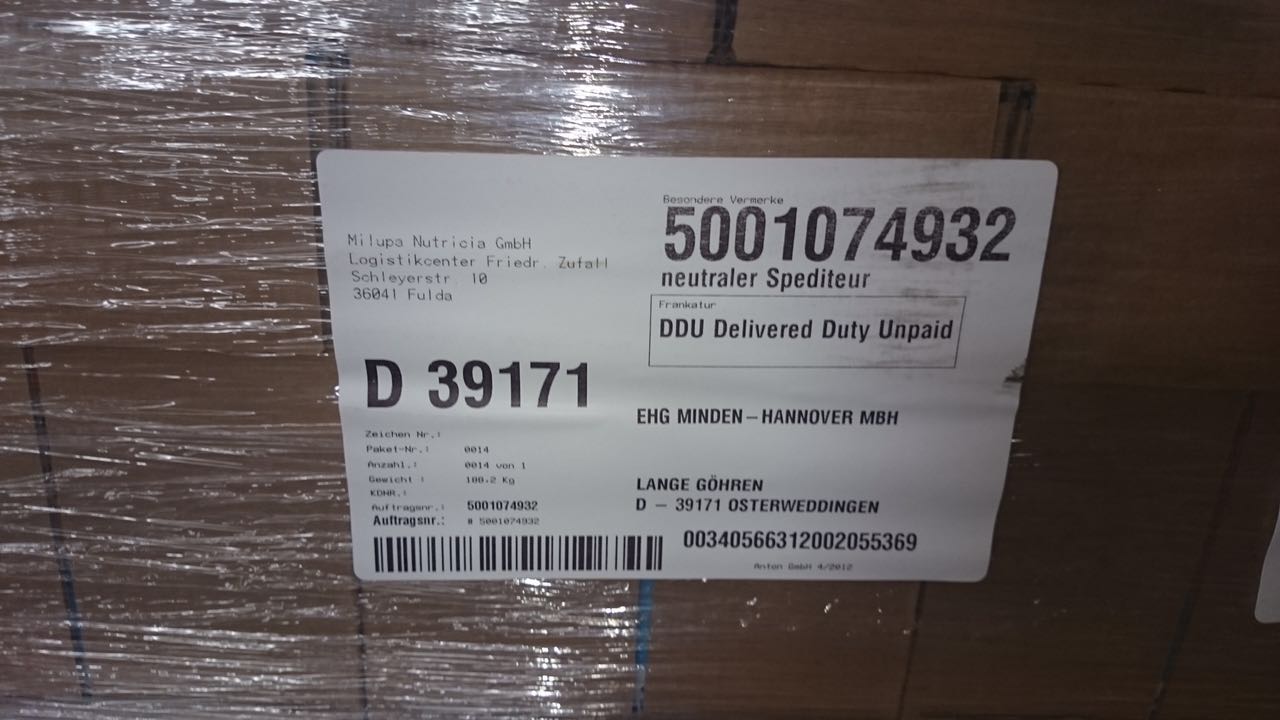 Milupa Nutricia GmbH
Logistikcenter Friedr. Zufall
Schleyerstr. 10
36041 Fulda
Besondere Vermerke
5001074932
neutraler Spediteur
Frankatur
DDU Delivered Duty Unpaid
D 39171
EHG MINDEN – HANNOVER MBH
LANGE GÖHREN
D – 39171 OSTERWEDDINGEN
Zeichen Nr.:
Paket-Nr.: 0014
Anzahl.: 0014 von 1
Gewicht : Kg
KDNR.:
Auftragsnr.: 5001074932
Auftragsnr.: # 5001074932
00340566312002055369
Anton GmbH 4/2012